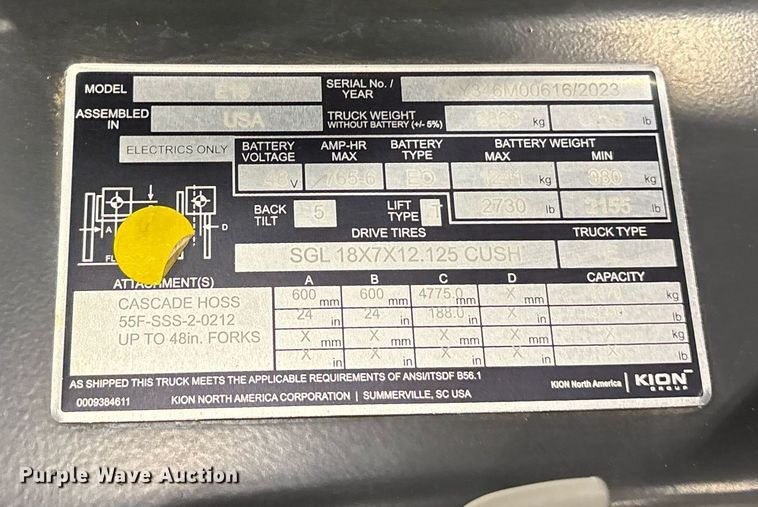 MODEL E16 SERIAL No./ YEAR Y346M00616/2023
ASSEMBLED IN USA TRUCK WEIGHT WITHOUT BATTERY (+/- 5%) kg lb
ELECTRICS ONLY BATTERY VOLTAGE AMP-HR MAX BATTERY TYPE BATTERY WEIGHT MAX MIN
V 765-6 EO kg 980 kg
BACK TILT 5 LIFT TYPE T 2730 lb 2155 lb
A D
DRIVE TIRES TRUCK TYPE
SGL 18X7X12.125 CUSH E
ATTACHMENT(S) A B C D CAPACITY
CASCADE HOSS 600 mm 600 mm 4775.0 mm X mm kg
55F-SSS-2-0212 24 in 24 in 188.0 in X in lb
UP TO 48in. FORKS X mm X mm X mm X mm kg
X in X in X in X in lb
AS SHIPPED THIS TRUCK MEETS THE APPLICABLE REQUIREMENTS OF ANSI/ITSDF B56.1
0009384611 KION NORTH AMERICA CORPORATION | SUMMERVILLE, SC USA
KION North America | KION GROUP
Purple Wave Auction